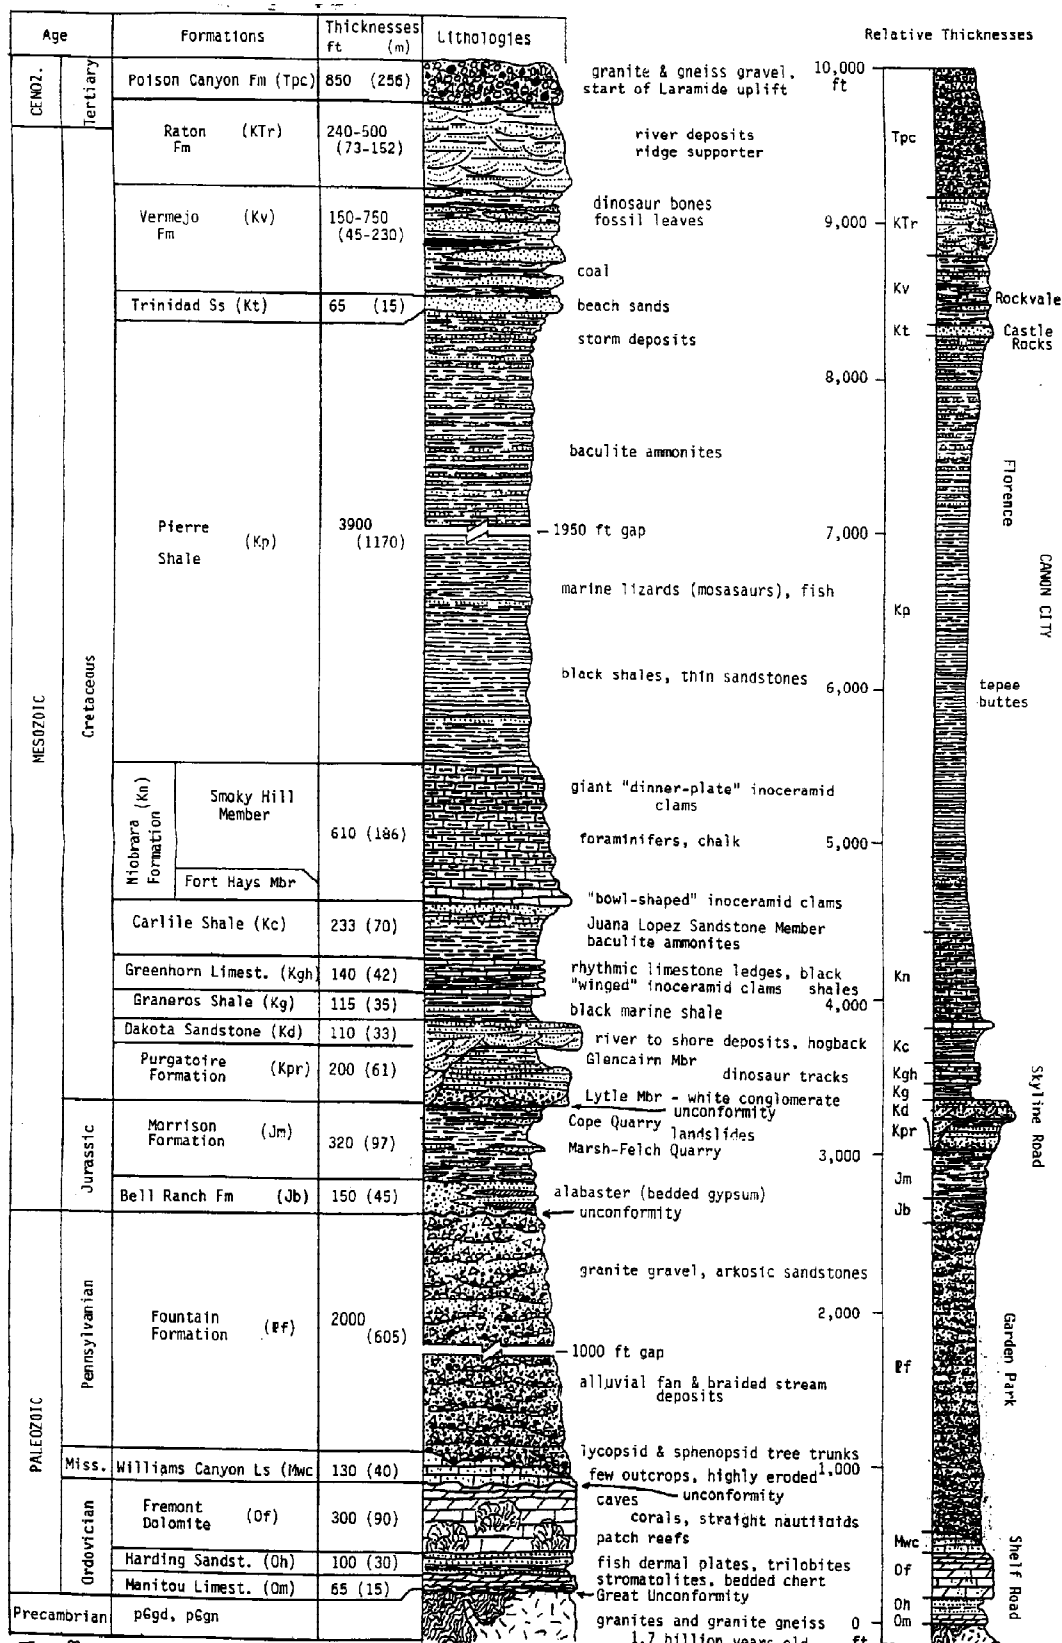 Age
Formations
Thicknesses
ft (m)
Lithologies
Relative Thicknesses
CENOZ.
Tertiary
Poison Canyon Fm (Tpc)
850 (256)
granite & gneiss gravel,
start of Laramide uplift
Raton (KTr)
Fm
240-500
(73-152)
river deposits
ridge supporter
MESOZOIC
Cretaceous
Vermejo (Kv)
Fm
150-750
(45-230)
dinosaur bones
fossil leaves
coal
Trinidad Ss (Kt)
65 (15)
beach sands
storm deposits
Pierre
Shale
(Kp)
3900
(1170)
baculite ammonites
1950 ft gap
marine lizards (mosasaurs), fish
black shales, thin sandstones
Niobrara (Kn)
Formation
Smoky Hill
Member
610 (186)
Fort Hays Mbr
giant "dinner-plate" inoceramid
clams
foraminifers, chalk
"bowl-shaped" inoceramid clams
Carlile Shale (Kc)
233 (70)
Juana Lopez Sandstone Member
baculite ammonites
Greenhorn Limest. (Kgh)
140 (42)
rhythmic limestone ledges, black
"winged" inoceramid clams shales
Graneros Shale (Kg)
115 (35)
black marine shale
Dakota Sandstone (Kd)
110 (33)
river to shore deposits, hogback
Purgatoire
Formation
(Kpr)
200 (61)
Glencairn Mbr
dinosaur tracks
Lytle Mbr - white conglomerate
unconformity
Jurassic
Morrison
Formation
(Jm)
320 (97)
Cope Quarry
landslides
Marsh-Felch Quarry
Bell Ranch Fm (Jb)
150 (45)
alabaster (bedded gypsum)
unconformity
PALEOZOIC
Pennsylvanian
Fountain
Formation
(ⱣF)
2000
(605)
granite gravel, arkosic sandstones
1000 ft gap
alluvial fan & braided stream
deposits
lycopsid & sphenopsid tree trunks
Miss.
Williams Canyon Ls (Mwc
130 (40)
few outcrops, highly eroded
unconformity
Ordovician
Fremont
Dolomite
(Of)
300 (90)
caves
corals, straight nautiloids
patch reefs
Harding Sandst. (Oh)
100 (30)
fish dermal plates, trilobites
Manitou Limest. (Om)
65 (15)
stromatolites, bedded chert
Great Unconformity
Precambrian
p€gd, p€gn
granites and granite gneiss
1.7 billion years old
10,000
ft
Tpc
9,000
KTr
Kv
Rockvale
Kt
Castle
Rocks
8,000
Florence
7,000
CANON CITY
Kp
6,000
tepee
buttes
5,000
Kn
4,000
Kc
Kgh
Kg
Kd
Kpr
Skyline Road
3,000
Jm
Jb
2,000
Ᵽf
Garden Park
1,000
Mwc
Of
Shelf Road
Oh
Om
0
ft